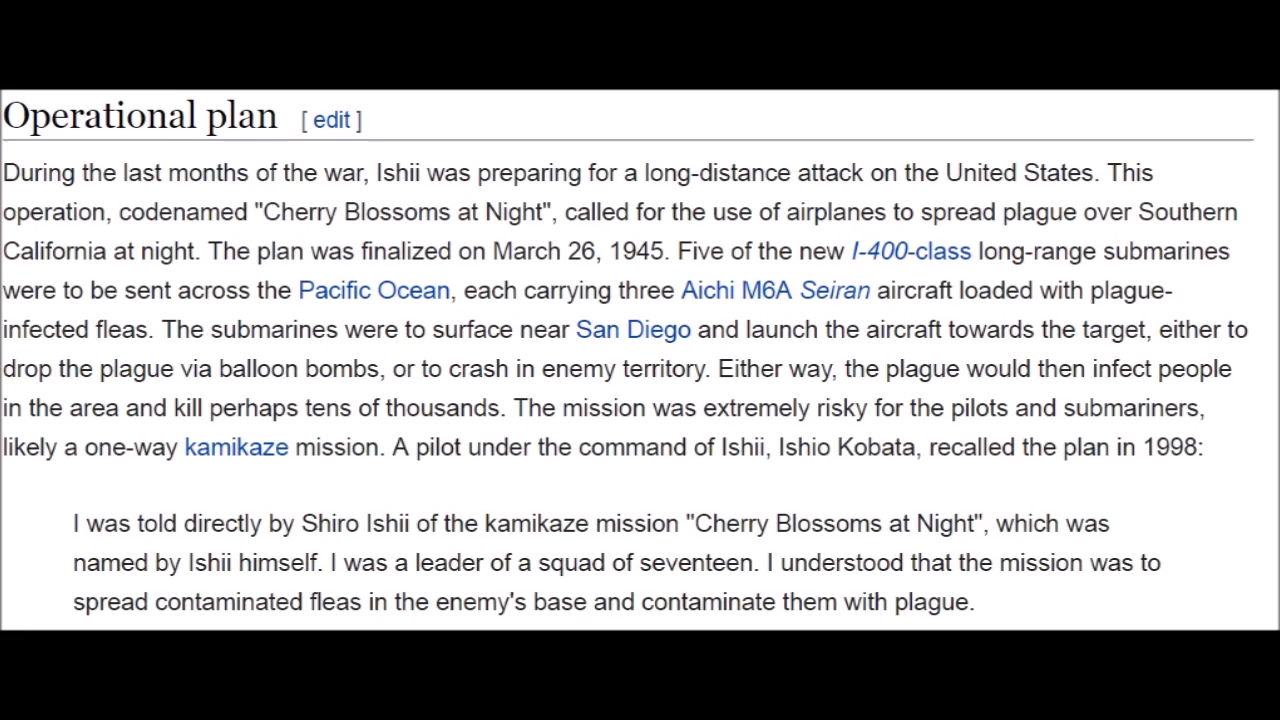 Operational plan [ edit ]
During the last months of the war, Ishii was preparing for a long-distance attack on the United States. This
operation, codenamed "Cherry Blossoms at Night", called for the use of airplanes to spread plague over Southern
California at night. The plan was finalized on March 26, 1945. Five of the new I-400-class long-range submarines
were to be sent across the Pacific Ocean, each carrying three Aichi M6A Seiran aircraft loaded with plague-
infected fleas. The submarines were to surface near San Diego and launch the aircraft towards the target, either to
drop the plague via balloon bombs, or to crash in enemy territory. Either way, the plague would then infect people
in the area and kill perhaps tens of thousands. The mission was extremely risky for the pilots and submariners,
likely a one-way kamikaze mission. A pilot under the command of Ishii, Ishio Kobata, recalled the plan in 1998:
I was told directly by Shiro Ishii of the kamikaze mission "Cherry Blossoms at Night", which was
named by Ishii himself. I was a leader of a squad of seventeen. I understood that the mission was to
spread contaminated fleas in the enemy's base and contaminate them with plague.